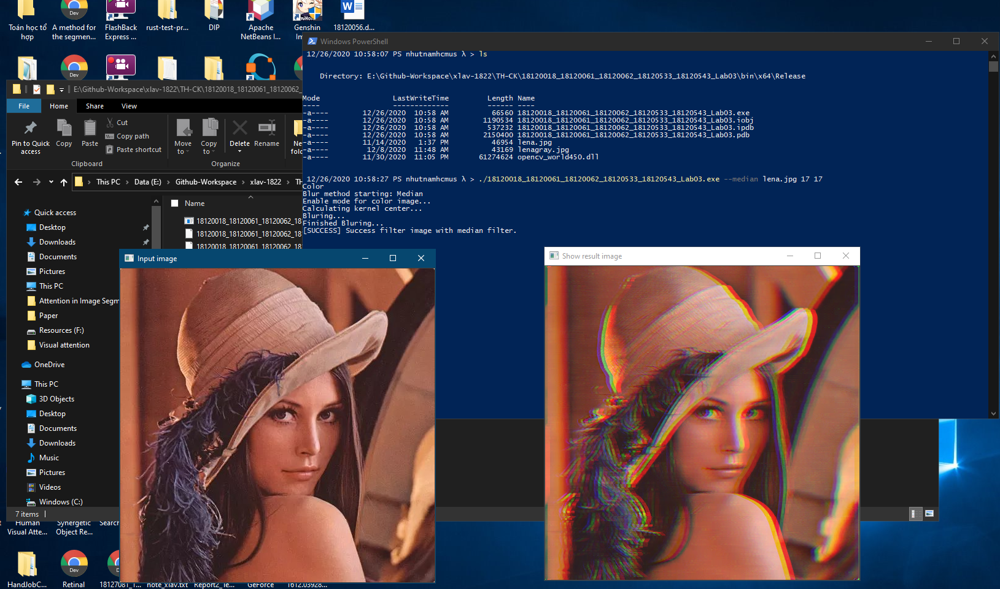 Toán học tổ hợp
A method for the segmen...
FlashBack Express ...
rust-test-pr...
DIP
Apache NetBeans I...
Genshin Im
18120056.d...
Dev
W
Windows PowerShell
12/26/2020 10:58:07 PS nhutnamhcmus λ > ls
Directory: E:\Github-Workspace\xlav-1822\TH-CK\18120018_18120061_18120062_18120533_18120543_Lab03\bin\x64\Release
Mode LastWriteTime Length Name
---- ------------- ------ ----
-a---- 12/26/2020 10:58 AM 66560 18120018_18120061_18120062_18120533_18120543_Lab03.exe
-a---- 12/26/2020 10:58 AM 1190534 18120018_18120061_18120062_18120533_18120543_Lab03.iobj
-a---- 12/26/2020 10:58 AM 537232 18120018_18120061_18120062_18120533_18120543_Lab03.ipdb
-a---- 12/26/2020 10:58 AM 2150400 18120018_18120061_18120062_18120533_18120543_Lab03.pdb
-a---- 11/14/2020 1:37 PM 46954 lena.jpg
-a---- 12/8/2020 11:48 AM 43169 lenagray.jpg
-a---- 11/30/2020 11:05 PM 61274624 opencv_world450.dll
12/26/2020 10:58:27 PS nhutnamhcmus λ > ./18120018_18120061_18120062_18120533_18120543_Lab03.exe --median lena.jpg 17 17
Color
Blur method starting: Median
Enable mode for color image...
Calculating kernel center...
Bluring...
Finished Bluring...
[SUCCESS] Success filter image with median filter.
Dev
E:\Github-Workspace\xlav-1822\TH-CK\18120018_18120061_18120062_
File Home Share View
Pin to Quick access
Copy
Paste
Cut
Copy path
Paste shortcut
Clipboard
Move to
Copy to
Delete
Rename
Organize
Ne
fol
This PC > Data (E:) > Github-Workspace > xlav-1822 > TH
Name
18120018_18120061_18120062_18
18120018_18120061_18120062_18
18120018_18120061_18120062_18
Quick access
Desktop
Downloads
Documents
Pictures
This PC
Attention in Image Segm
Paper
Resources (F:)
Visual attention
OneDrive
This PC
3D Objects
Desktop
Documents
Downloads
Music
Pictures
Videos
Windows (C:)
7 items
Input image
Show result image
Human Visual Atte...
Synergetic Object Re...
Search
Dev
HandJobC...
Retinal
18127081_1...
note_xlav.txt
Report2_Te...
GeForce
1612.03928...